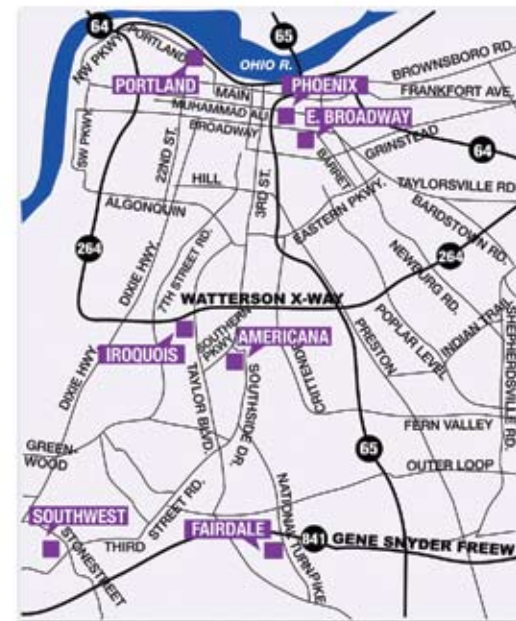 64
65
NW PKWY.
PORTLAND
OHIO R.
BROWNSBORO RD.
PORTLAND
PHOENIX
MAIN
FRANKFORT AVE.
MUHAMMAD ALI
E. BROADWAY
BROADWAY
GRINSTEAD
SW PKWY.
22ND ST.
BARRET
64
HILL
3RD ST.
TAYLORSVILLE RD.
ALGONQUIN
EASTERN PKWY.
BARDSTOWN RD.
264
DIXIE HWY.
7TH STREET RD.
NEWBURG RD.
264
WATTERSON X-WAY
SOUTHERN PKWY.
AMERICANA
IROQUOIS
PRESTON
POPLAR LEVEL
INDIAN TRAIL
SHEPHERDSVILLE RD.
DIXIE HWY.
TAYLOR BLVD.
SOUTHSIDE DR.
CRITTENDEN
FERN VALLEY
GREEN-
WOOD
65
OUTER LOOP
STREET RD.
NATIONAL TURNPIKE
SOUTHWEST
FAIRDALE
841
GENE SNYDER FREEW
THIRD
STONESTREET